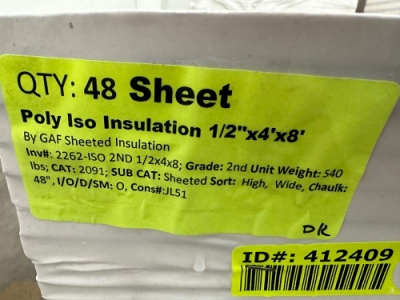 QTY: 48 Sheet
Poly Iso Insulation 1/2"x4'x8'
By GAF Sheeted Insulation
Inv#: 2262-ISO 2ND 1/2x4x8; Grade: 2nd Unit Weight: 540
lbs; CAT: 2091; SUB CAT: Sheeted Sort: High, Wide, Chaulk:
48", I/O/D/SM: O, Cons#:JL51
DR
ID#: 412409